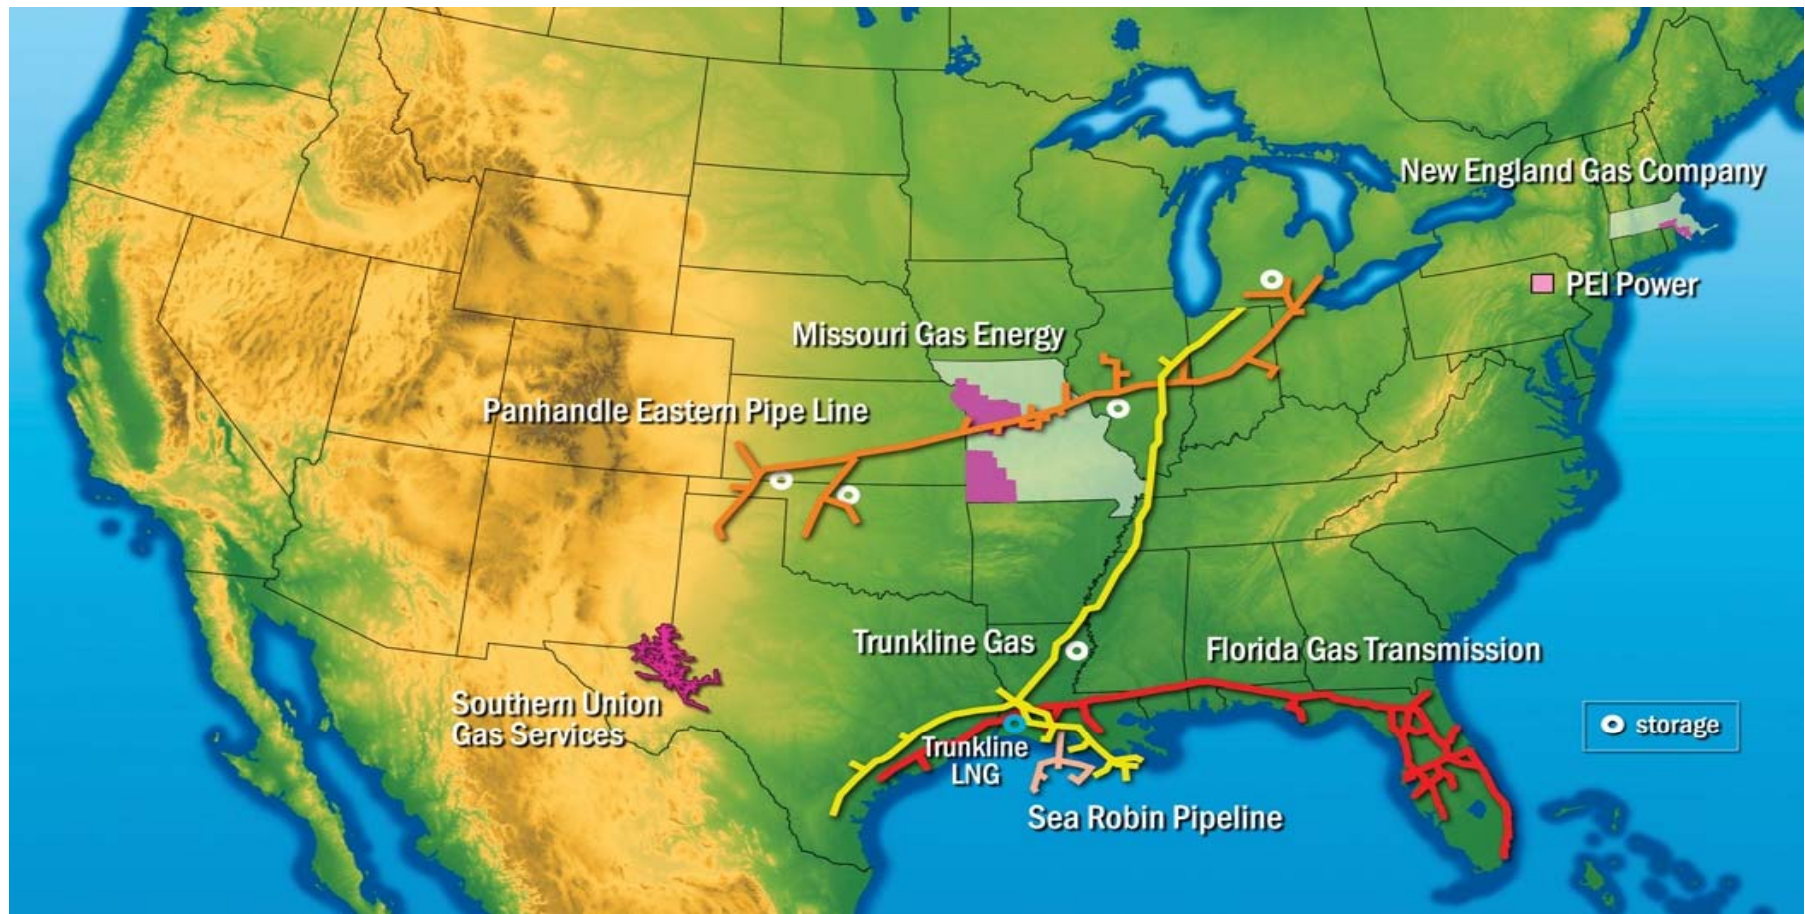 New England Gas Company
PEI Power
Missouri Gas Energy
Panhandle Eastern Pipe Line
Trunkline Gas
Florida Gas Transmission
Southern Union
Gas Services
storage
Trunkline
LNG
Sea Robin Pipeline